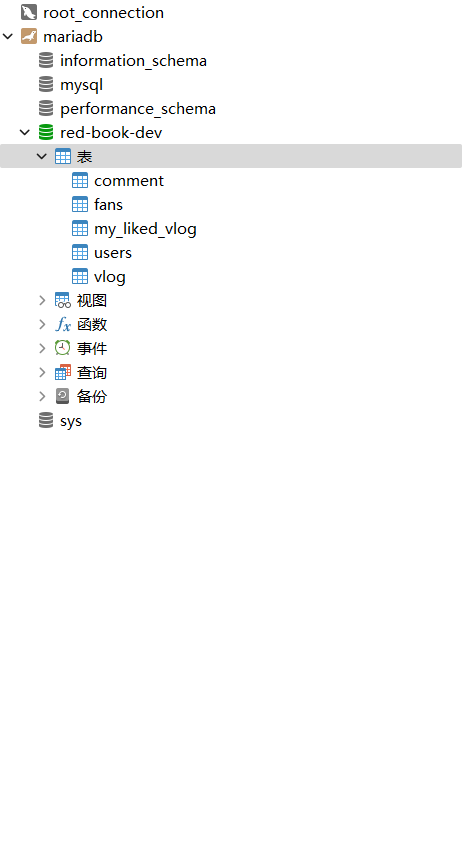 root_connection
mariadb
information_schema
mysql
performance_schema
red-book-dev
表
comment
fans
my_liked_vlog
users
vlog
视图
函数
事件
查询
备份
sys